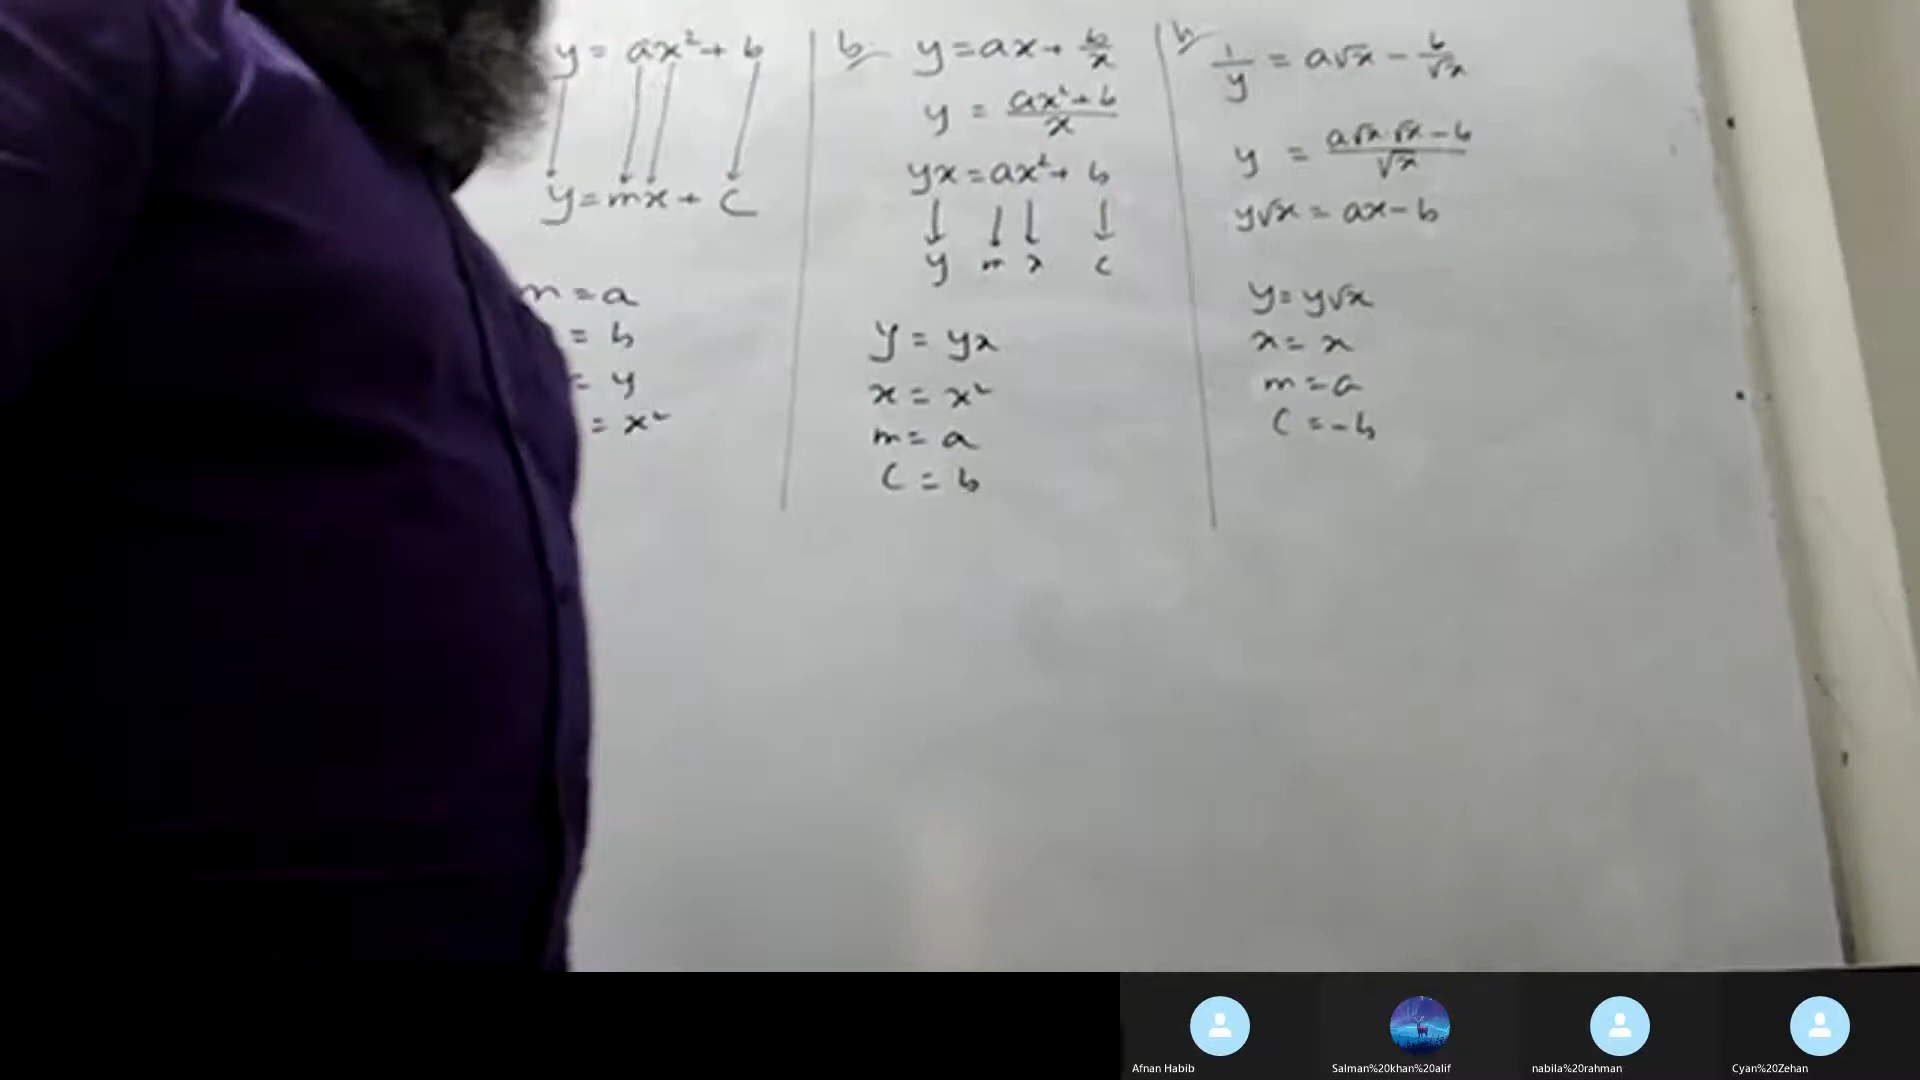 y = ax² + b
y = mx + c
m = a
= b
= y
= x²
b. y = ax + b/x
y = ax² + b / x
yx = ax² + b
↓ ↓ ↓ ↓
y m x c
y = yx
x = x²
m = a
c = b
h. 1/y = a√x - b/√x
y = a√x·√x - b / √x
y√x = ax - b
y = y√x
x = x
m = a
c = -b
Afnan Habib
Salman%20khan%20alif
nabila%20rahman
Cyan%20Zehan